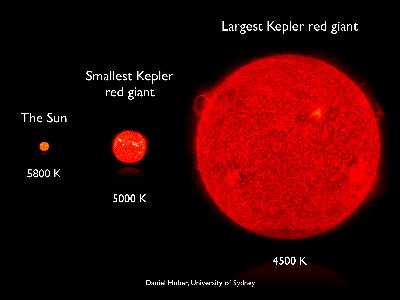 Largest Kepler red giant
Smallest Kepler
red giant
The Sun
5800 K
5000 K
4500 K
Daniel Huber, University of Sydney